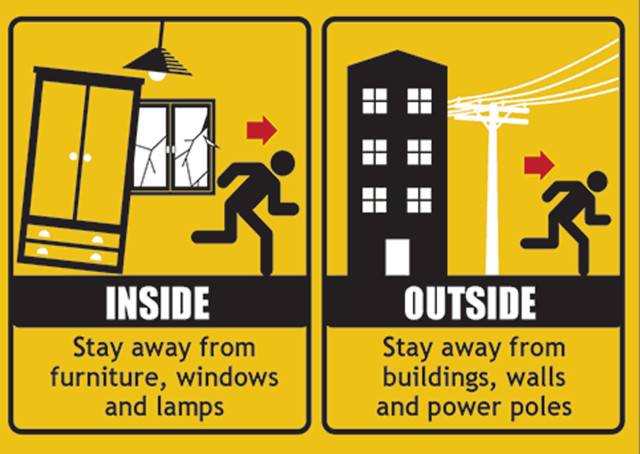 INSIDE
Stay away from
furniture, windows
and lamps
OUTSIDE
Stay away from
buildings, walls
and power poles